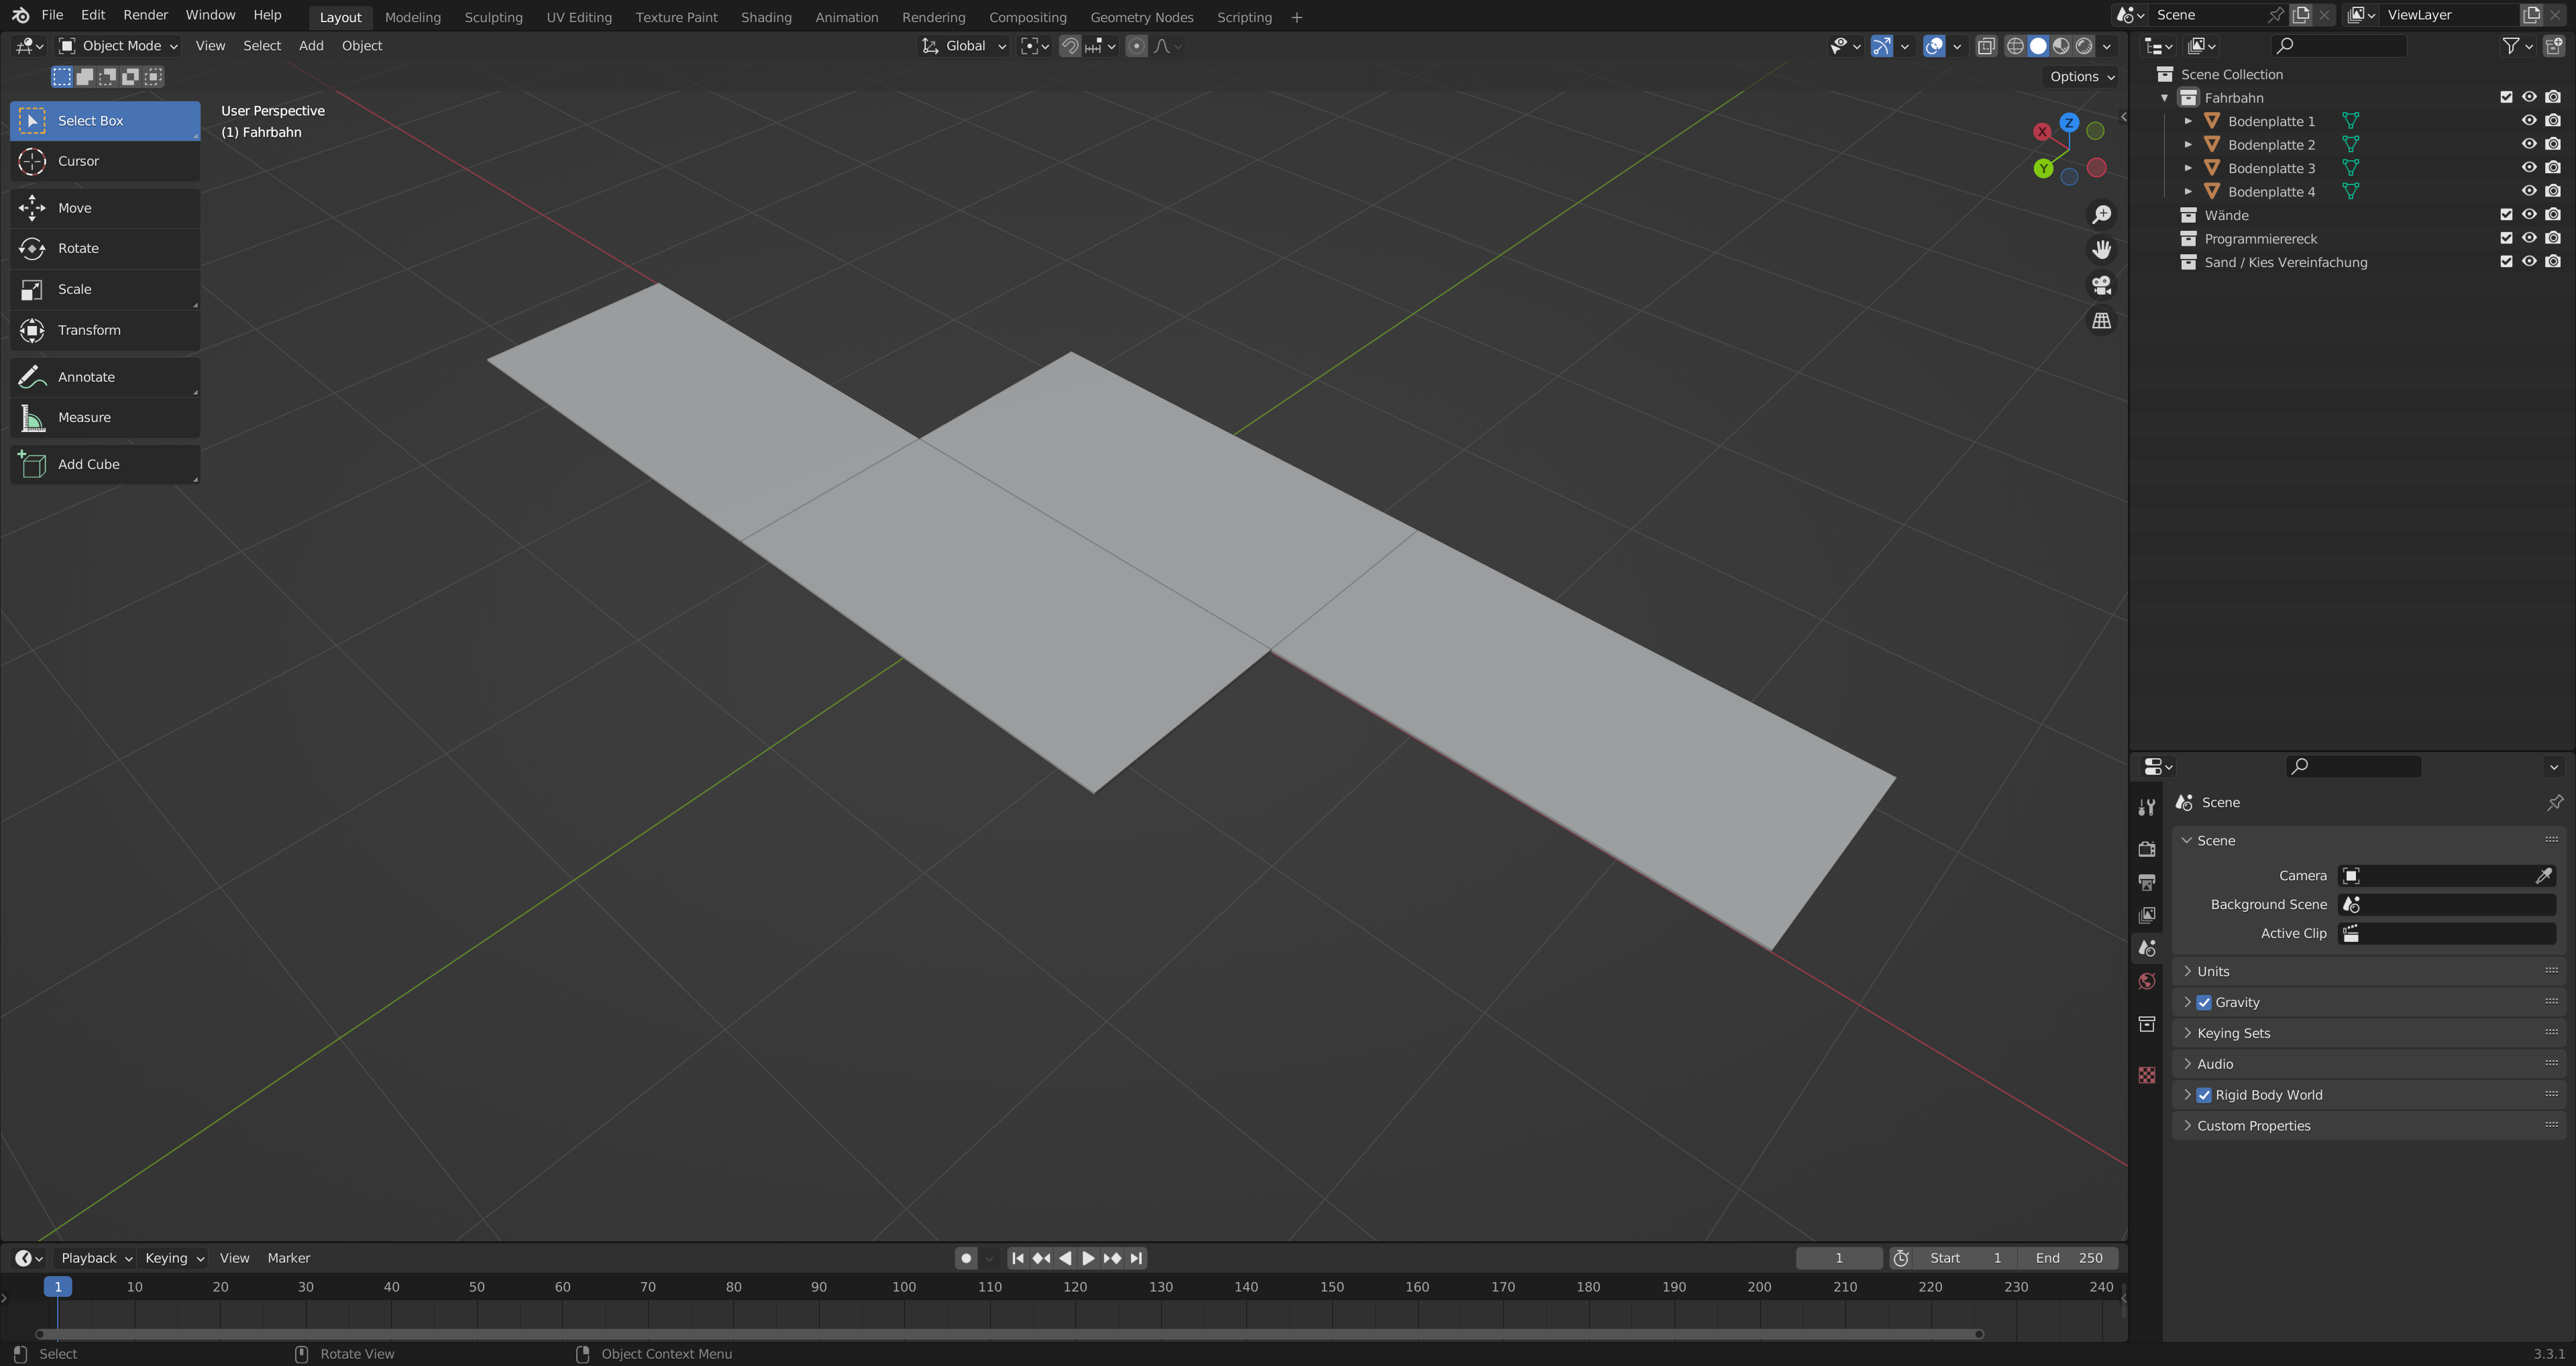 File Edit Render Window Help Layout Modeling Sculpting UV Editing Texture Paint Shading Animation Rendering Compositing Geometry Nodes Scripting + Scene ViewLayer
Object Mode View Select Add Object Global
Options
Select Box
Cursor
Move
Rotate
Scale
Transform
Annotate
Measure
Add Cube
User Perspective
(1) Fahrbahn
X
Y
Z
Scene Collection
Fahrbahn
Bodenplatte 1
Bodenplatte 2
Bodenplatte 3
Bodenplatte 4
Wände
Programmierereck
Sand / Kies Vereinfachung
Scene
Scene
Camera
Background Scene
Active Clip
Units
Gravity
Keying Sets
Audio
Rigid Body World
Custom Properties
Playback Keying View Marker 1 Start 1 End 250
1 10 20 30 40 50 60 70 80 90 100 110 120 130 140 150 160 170 180 190 200 210 220 230 240
Select Rotate View Object Context Menu 3.3.1